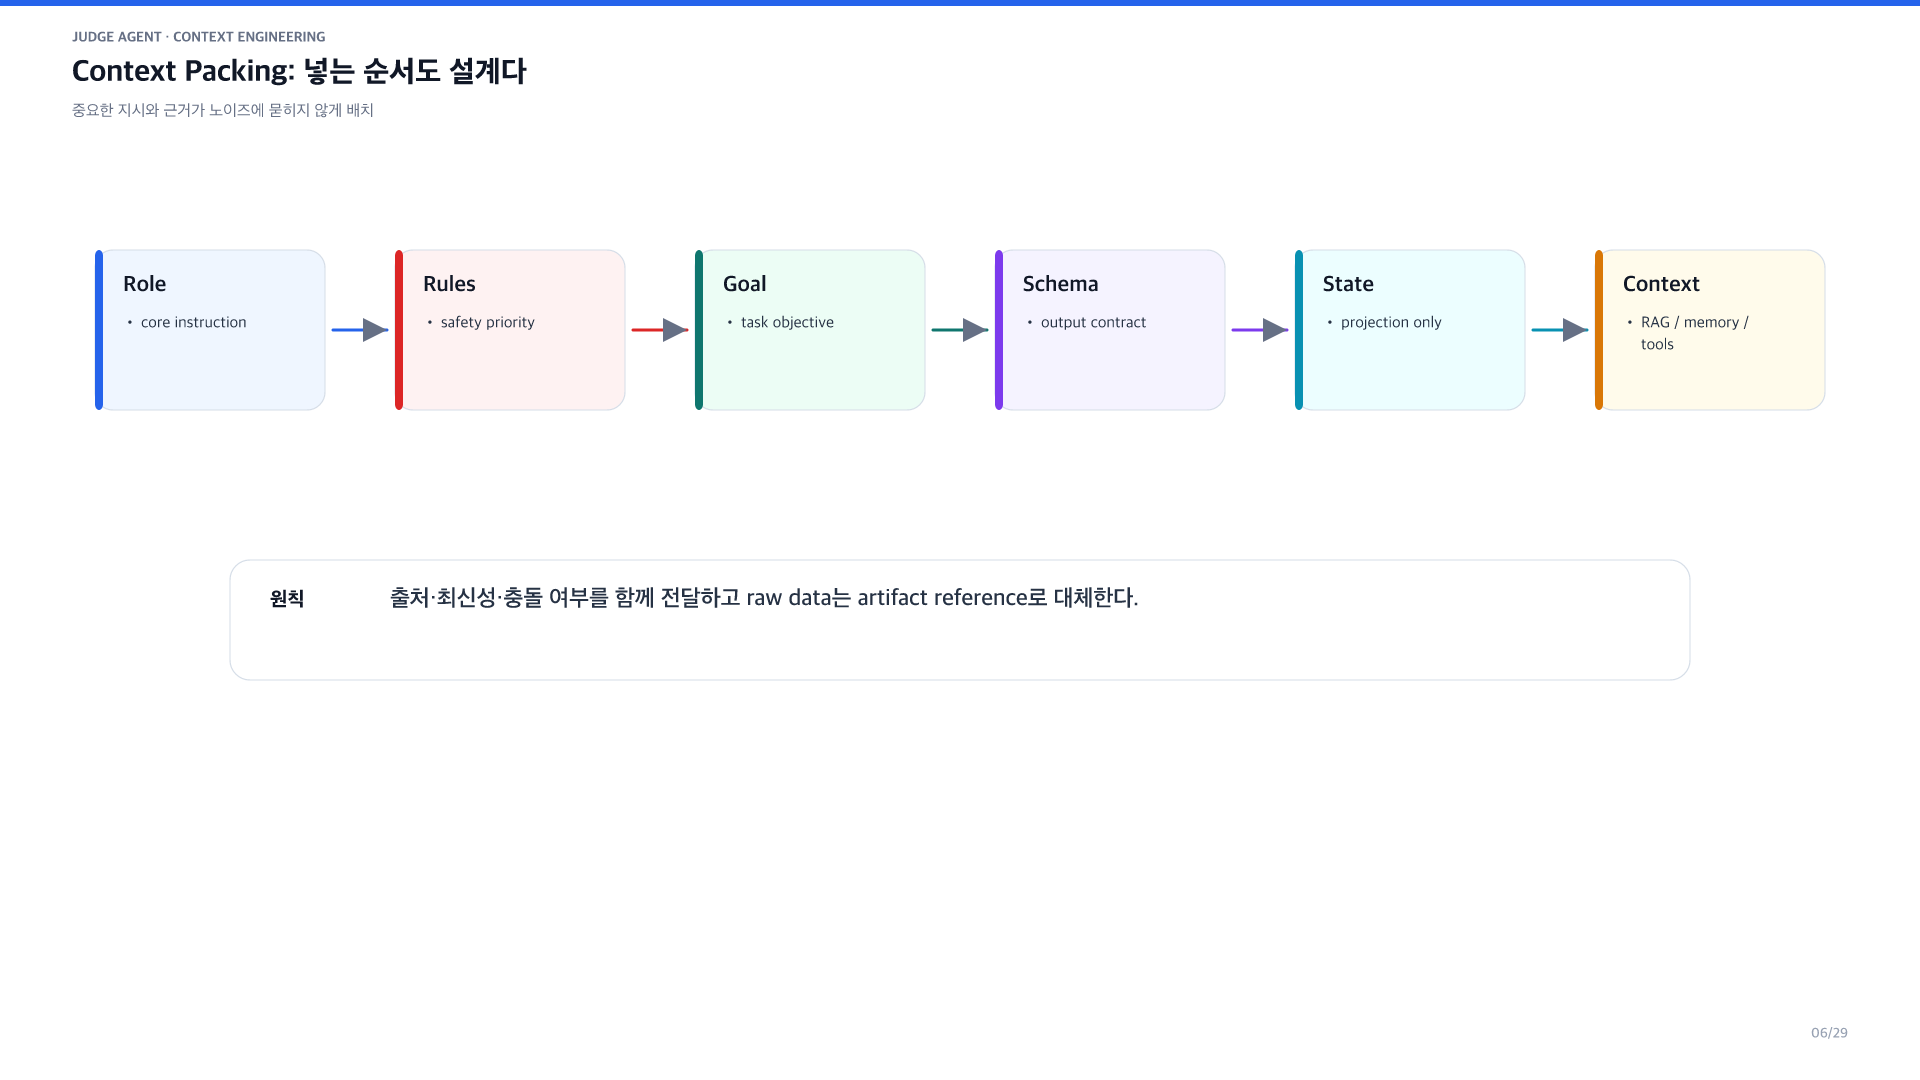 JUDGE AGENT · CONTEXT ENGINEERING
Context Packing: 넣는 순서도 설계다
중요한 지시와 근거가 노이즈에 묻히지 않게 배치
Role
• core instruction
Rules
• safety priority
Goal
• task objective
Schema
• output contract
State
• projection only
Context
• RAG / memory /
tools
원칙
출처·최신성·충돌 여부를 함께 전달하고 raw data는 artifact reference로 대체한다.
06/29